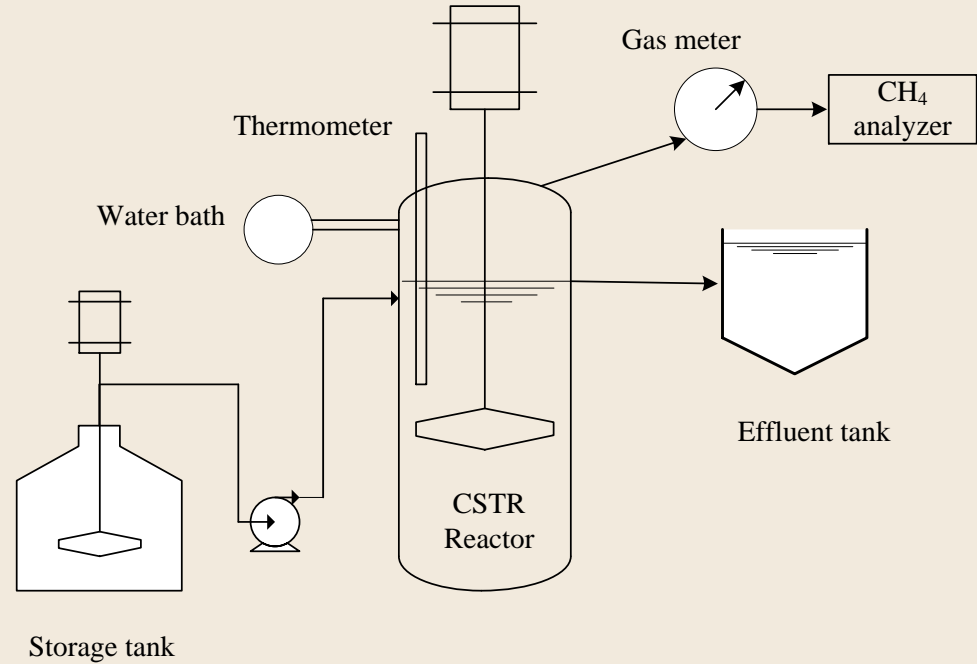 Gas meter
CH₄
analyzer
Thermometer
Water bath
Effluent tank
CSTR
Reactor
Storage tank